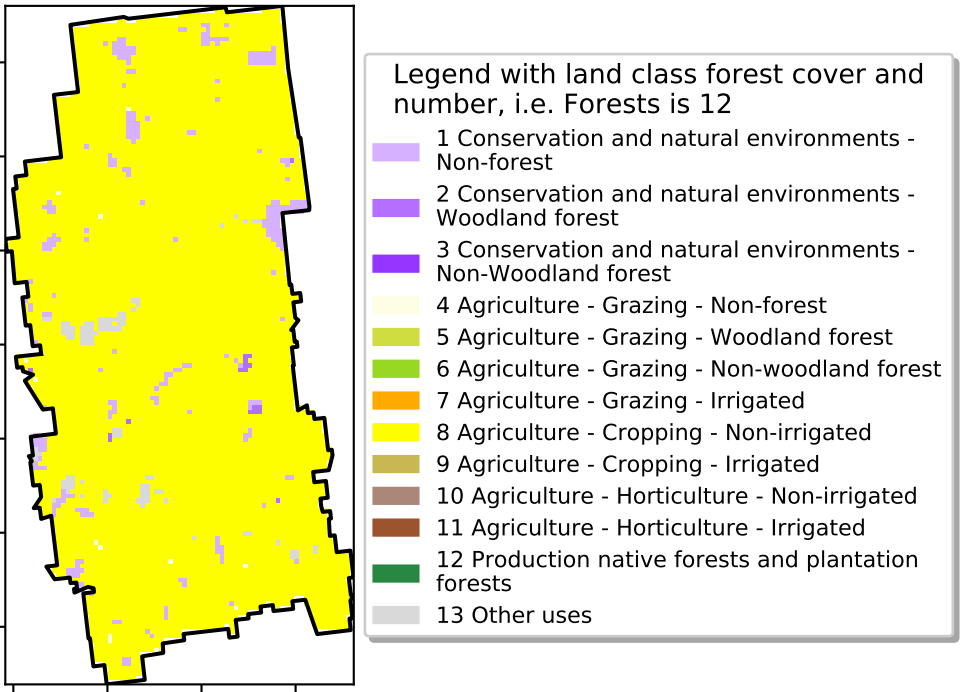 Legend with land class forest cover and
number, i.e. Forests is 12
1 Conservation and natural environments -
Non-forest
2 Conservation and natural environments -
Woodland forest
3 Conservation and natural environments -
Non-Woodland forest
4 Agriculture - Grazing - Non-forest
5 Agriculture - Grazing - Woodland forest
6 Agriculture - Grazing - Non-woodland forest
7 Agriculture - Grazing - Irrigated
8 Agriculture - Cropping - Non-irrigated
9 Agriculture - Cropping - Irrigated
10 Agriculture - Horticulture - Non-irrigated
11 Agriculture - Horticulture - Irrigated
12 Production native forests and plantation
forests
13 Other uses